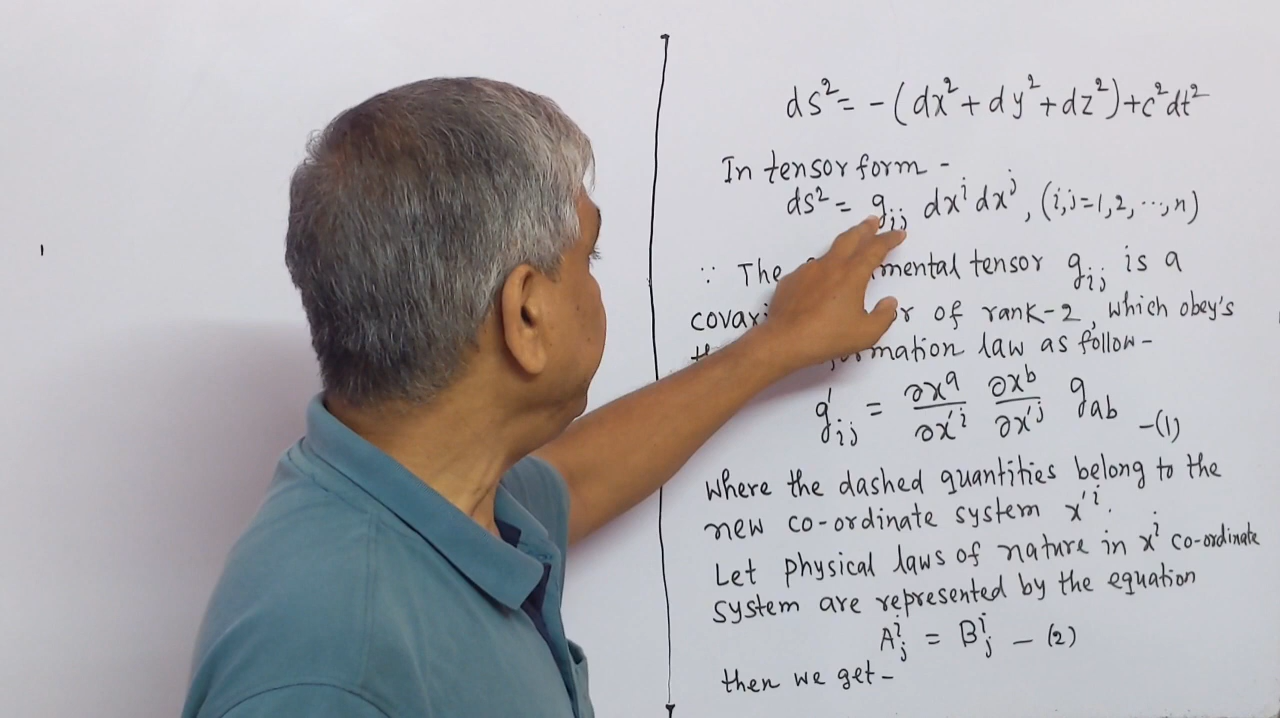 ds² = -(dx² + dy² + dz²) + c²dt²
In tensor form -
ds² = gᵢⱼ dxⁱ dxʲ, (i,j=1,2, ..., n)
∵ The mental tensor gᵢⱼ is a
of rank-2, which obey's
law as follow-
g'ᵢⱼ = ∂xᵃ/∂x'ⁱ ∂xᵇ/∂x'ʲ g_ab -(1)
where the dashed quantities belong to the
new co-ordinate system x'ⁱ.
Let physical laws of nature in xⁱ co-ordinate
system are represented by the equation
Aⁱⱼ = Bⁱⱼ - (2)
then we get -